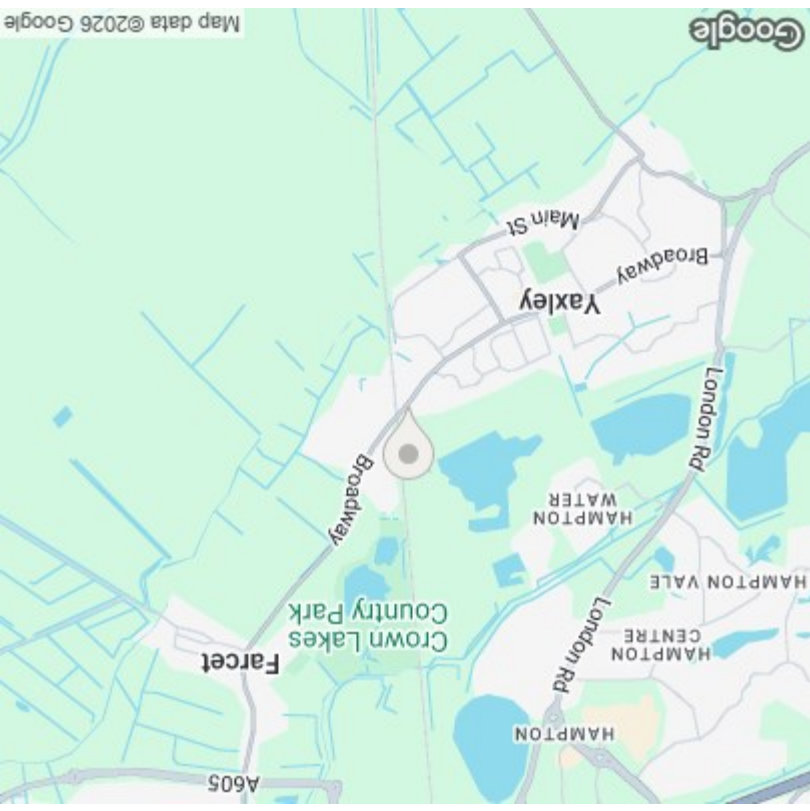 A605
HAMPTON
Farcet
HAMPTON
CENTRE
London Rd
Crown Lakes
Country Park
HAMPTON VALE
HAMPTON
WATER
Broadway
London Rd
Yaxley
Broadway
Main St
Google
Map data ©2026 Google